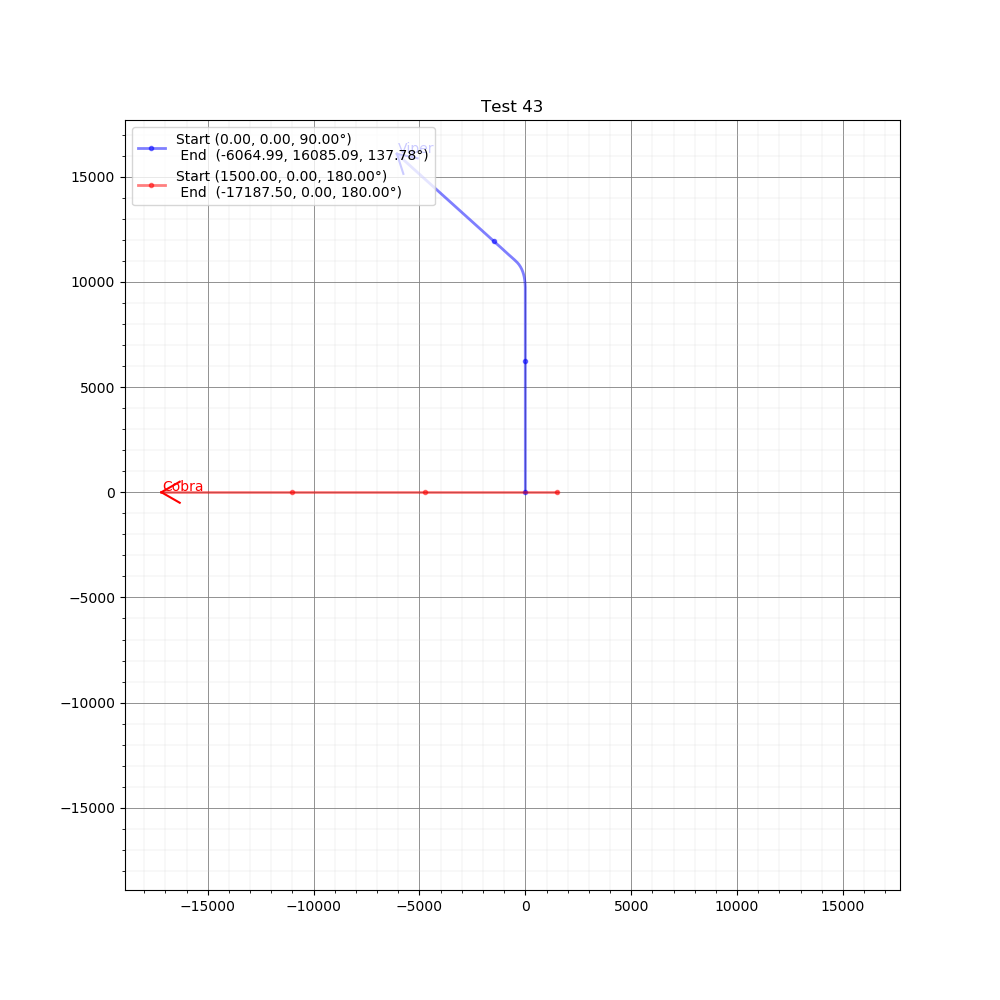 Test 43
Start (0.00, 0.00, 90.00°)
End (-6064.99, 16085.09, 137.78°)
Start (1500.00, 0.00, 180.00°)
End (-17187.50, 0.00, 180.00°)
Viper
Cobra
15000
10000
5000
0
−5000
−10000
−15000
−15000 −10000 −5000 0 5000 10000 15000